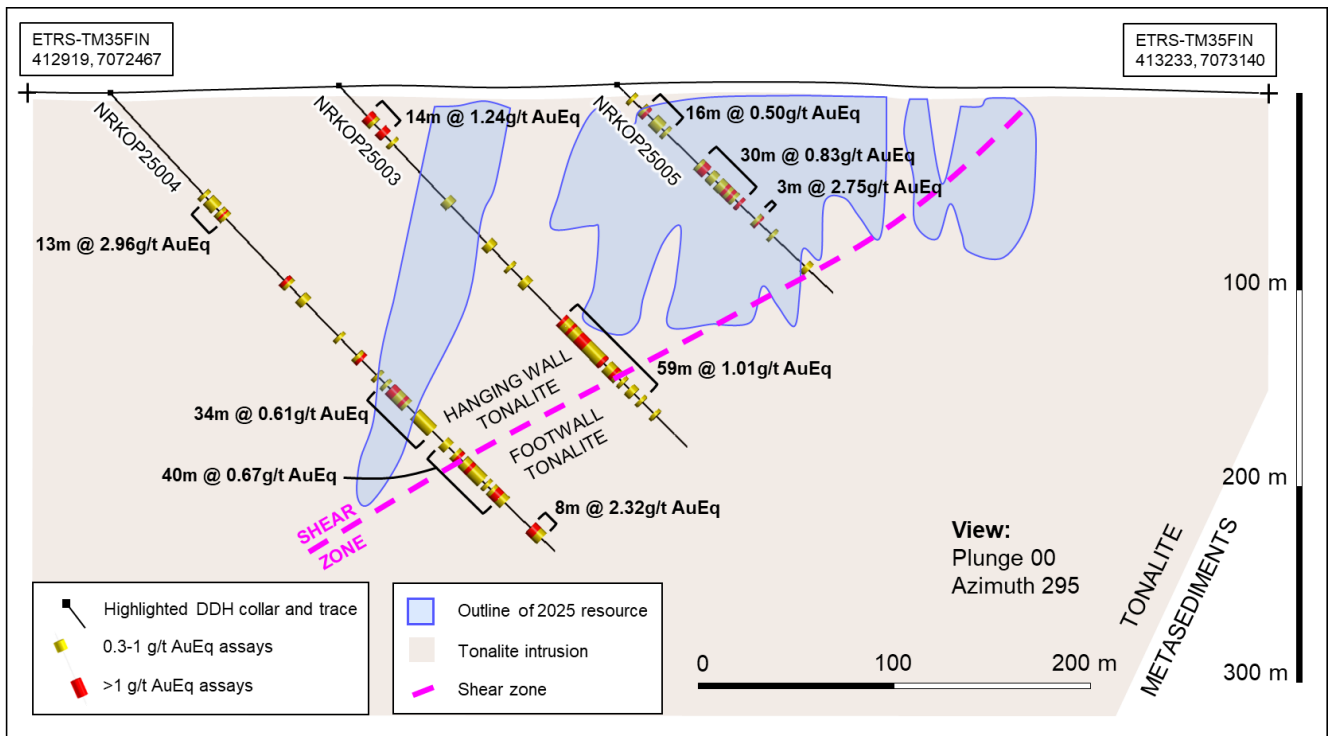 ETRS-TM35FIN
412919, 7072467
ETRS-TM35FIN
413233, 7073140
NRKOP25004
NRKOP25003
NRKOP25005
14m @ 1.24g/t AuEq
16m @ 0.50g/t AuEq
30m @ 0.83g/t AuEq
3m @ 2.75g/t AuEq
13m @ 2.96g/t AuEq
100 m
59m @ 1.01g/t AuEq
HANGING WALL
TONALITE
FOOTWALL
TONALITE
34m @ 0.61g/t AuEq
40m @ 0.67g/t AuEq
200 m
8m @ 2.32g/t AuEq
SHEAR
ZONE
View:
Plunge 00
Azimuth 295
TONALITE
METASEDIMENTS
Highlighted DDH collar and trace
0.3-1 g/t AuEq assays
>1 g/t AuEq assays
Outline of 2025 resource
Tonalite intrusion
Shear zone
0 100 200 m
300 m